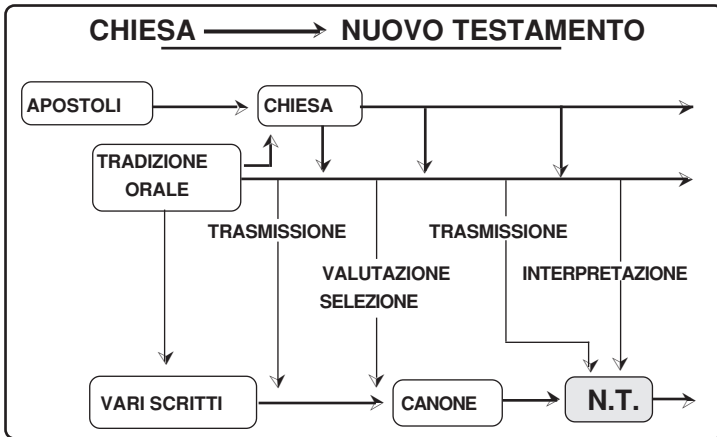 CHIESA NUOVO TESTAMENTO
APOSTOLI
CHIESA
TRADIZIONE
ORALE
TRASMISSIONE
TRASMISSIONE
VALUTAZIONE
SELEZIONE
INTERPRETAZIONE
VARI SCRITTI
CANONE
N.T.